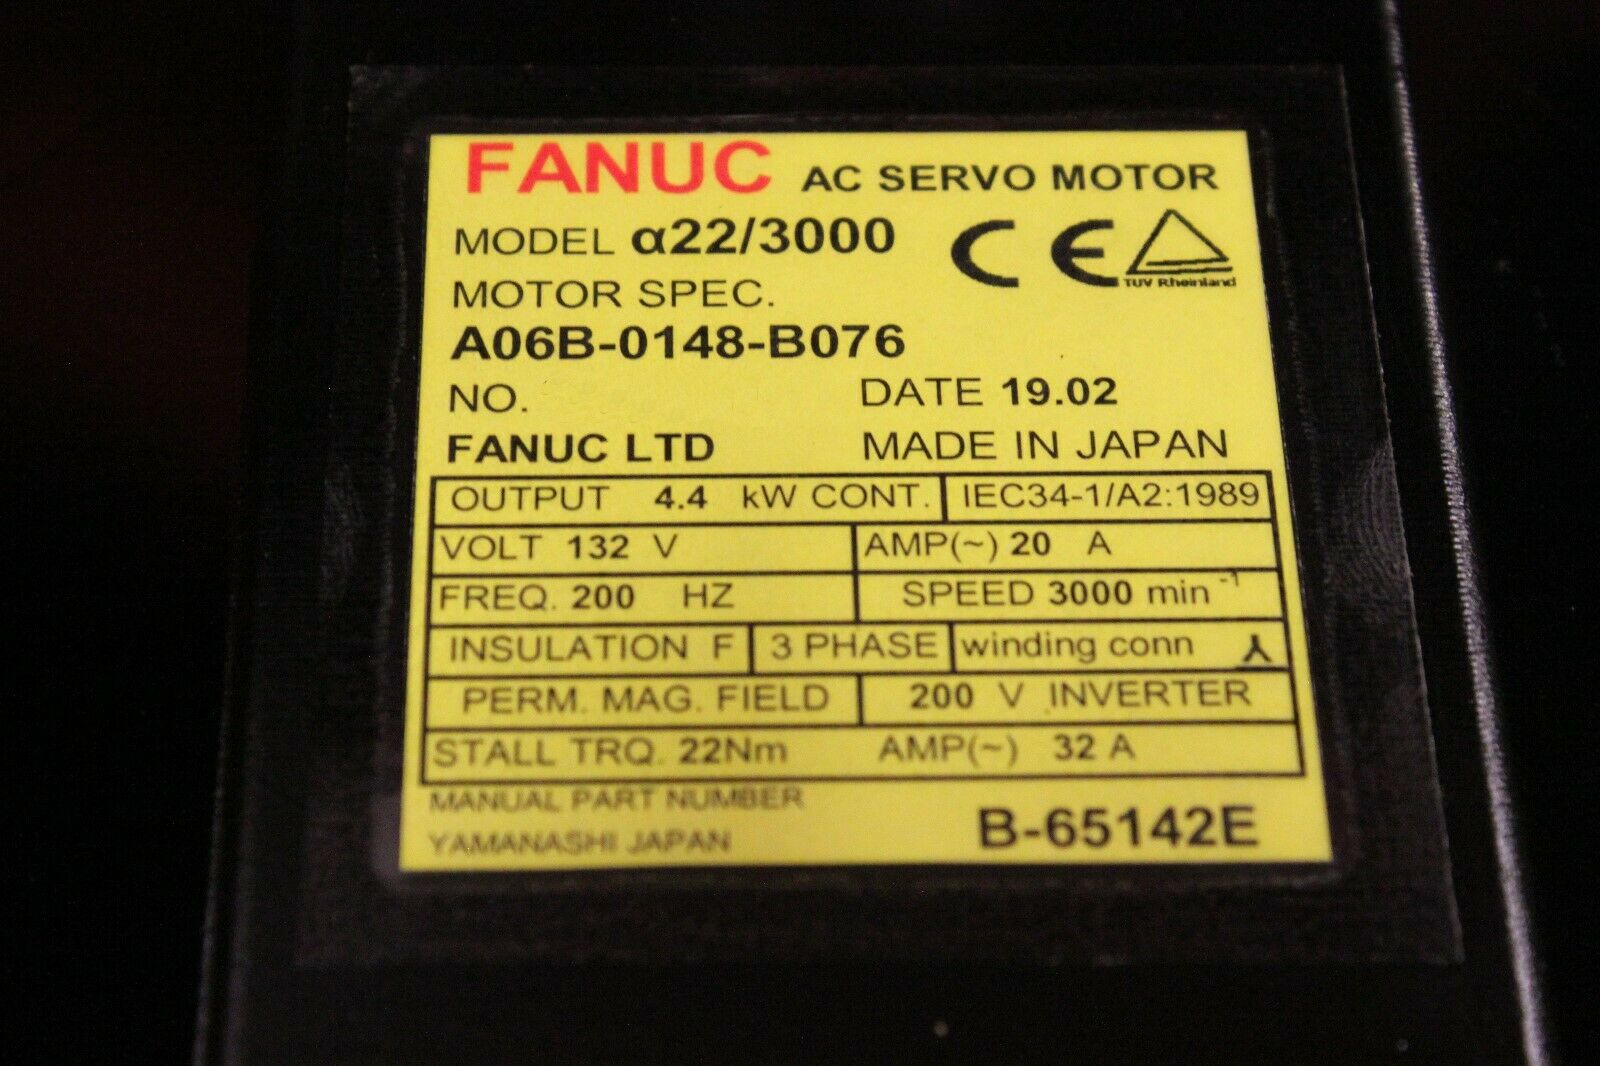 FANUC AC SERVO MOTOR
MODEL α22/3000 CE
TUV Rheinland
MOTOR SPEC.
A06B-0148-B076
NO. DATE 19.02
FANUC LTD MADE IN JAPAN
OUTPUT 4.4 kW CONT. IEC34-1/A2:1989
VOLT 132 V AMP(~) 20 A
FREQ. 200 HZ SPEED 3000 min⁻¹
INSULATION F 3 PHASE winding conn
PERM. MAG. FIELD 200 V INVERTER
STALL TRQ. 22Nm AMP(~) 32 A
MANUAL PART NUMBER
YAMANASHI JAPAN B-65142E